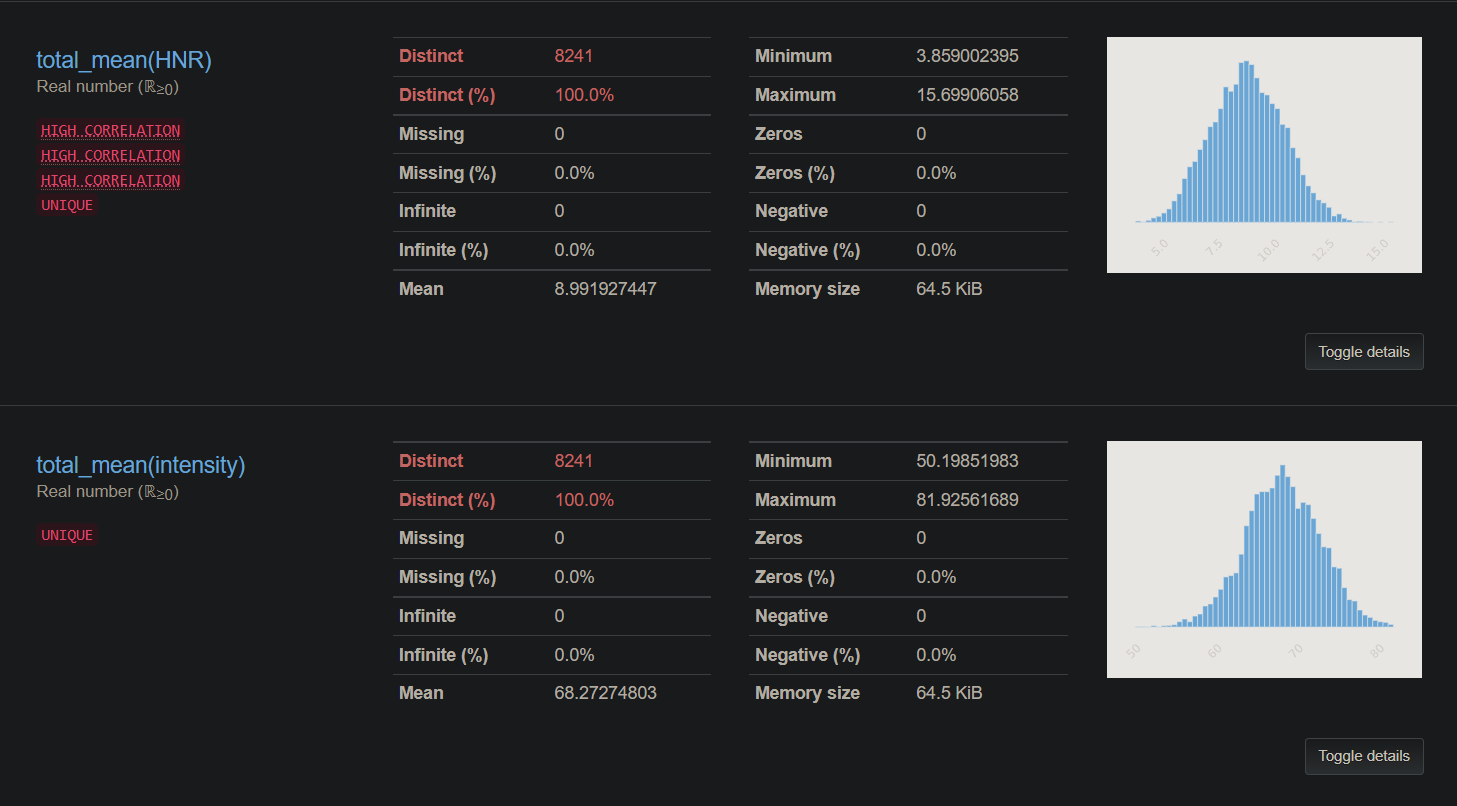 total_mean(HNR)
Real number (ℝ≥0)
HIGH CORRELATION
HIGH CORRELATION
HIGH CORRELATION
UNIQUE
Distinct 8241
Distinct (%) 100.0%
Missing 0
Missing (%) 0.0%
Infinite 0
Infinite (%) 0.0%
Mean 8.991927447
Minimum 3.859002395
Maximum 15.69906058
Zeros 0
Zeros (%) 0.0%
Negative 0
Negative (%) 0.0%
Memory size 64.5 KiB
5.0 7.5 10.0 12.5 15.0
Toggle details
total_mean(intensity)
Real number (ℝ≥0)
UNIQUE
Distinct 8241
Distinct (%) 100.0%
Missing 0
Missing (%) 0.0%
Infinite 0
Infinite (%) 0.0%
Mean 68.27274803
Minimum 50.19851983
Maximum 81.92561689
Zeros 0
Zeros (%) 0.0%
Negative 0
Negative (%) 0.0%
Memory size 64.5 KiB
50 60 70 80
Toggle details